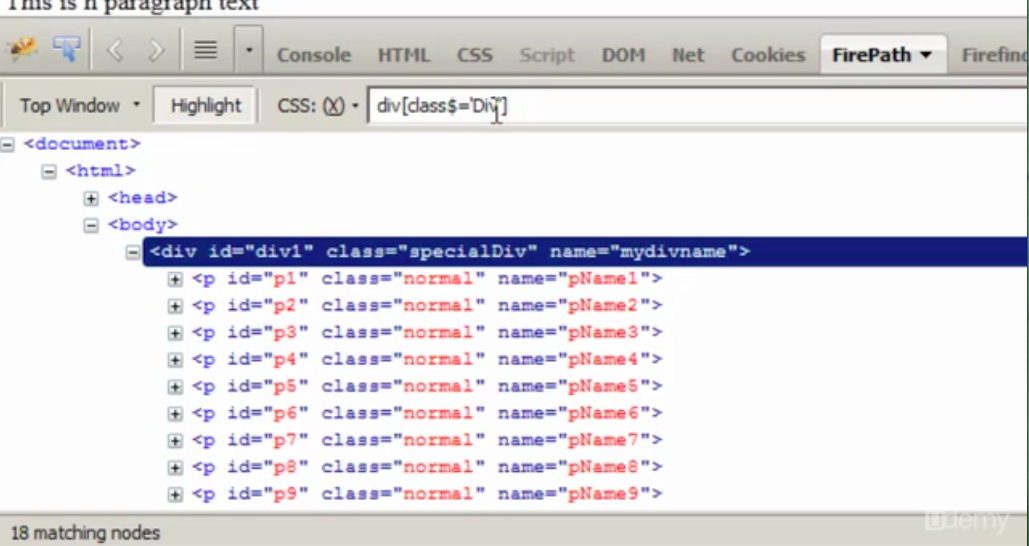 This is n paragraph text
Console HTML CSS Script DOM Net Cookies FirePath Firefind
Top Window Highlight CSS: (X) div[class$='Div']
<document>
<html>
<head>
<body>
<div id="div1" class="specialDiv" name="mydivname">
<p id="p1" class="normal" name="pName1">
<p id="p2" class="normal" name="pName2">
<p id="p3" class="normal" name="pName3">
<p id="p4" class="normal" name="pName4">
<p id="p5" class="normal" name="pName5">
<p id="p6" class="normal" name="pName6">
<p id="p7" class="normal" name="pName7">
<p id="p8" class="normal" name="pName8">
<p id="p9" class="normal" name="pName9">
18 matching nodes
Udemy